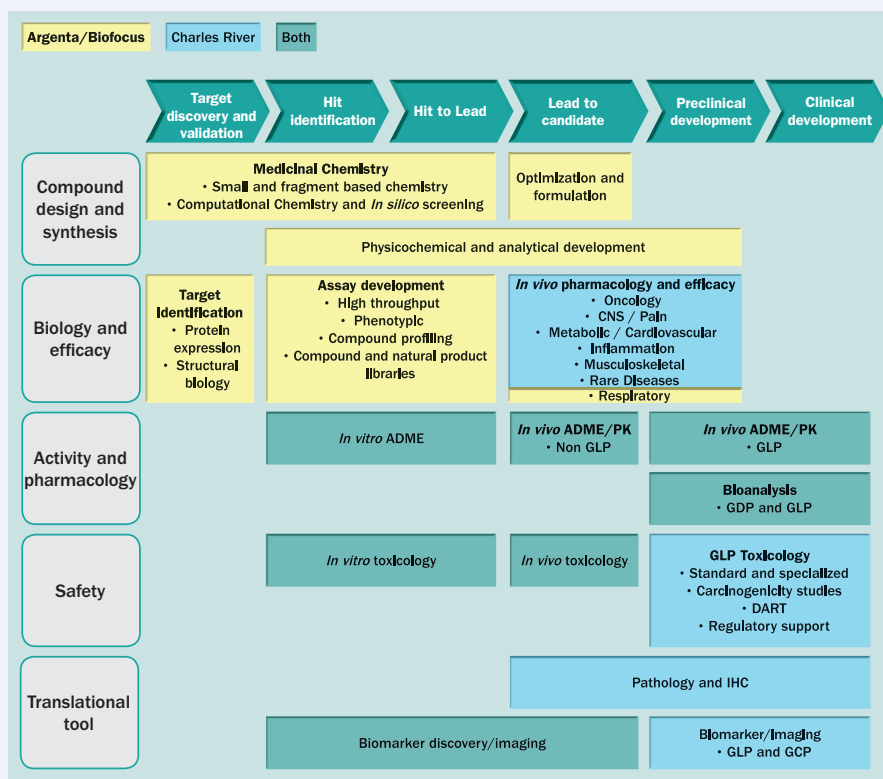 Argenta/Biofocus
Charles River
Both
Target
discovery and
validation
Hit
identification
Hit to Lead
Lead to
candidate
Preclinical
development
Clinical
development
Compound
design and
synthesis
Medicinal Chemistry
• Small and fragment based chemistry
• Computational Chemistry and In silico screening
Optimization and
formulation
Physicochemical and analytical development
Biology and
efficacy
Target
identification
• Protein
expression
• Structural
biology
Assay development
• High throughput
• Phenotypic
• Compound profiling
• Compound and natural product
libraries
In vivo pharmacology and efficacy
• Oncology
• CNS / Pain
• Metabolic / Cardiovascular
• Inflammation
• Musculoskeletal
• Rare Diseases
• Respiratory
Activity and
pharmacology
In vitro ADME
In vivo ADME/PK
• Non GLP
In vivo ADME/PK
• GLP
Bioanalysis
• GDP and GLP
Safety
In vitro toxicology
In vivo toxicology
GLP Toxicology
• Standard and specialized
• Carcinogenicity studies
• DART
• Regulatory support
Translational
tool
Pathology and IHC
Biomarker discovery/imaging
Biomarker/Imaging
• GLP and GCP